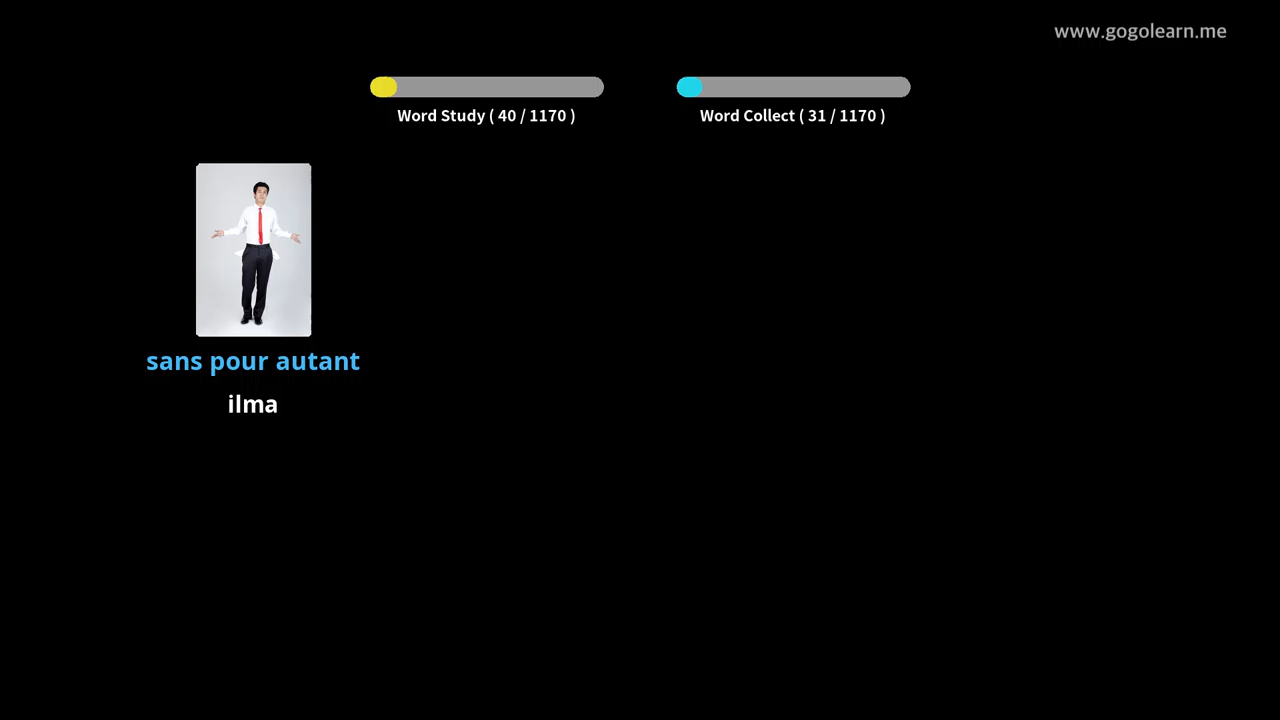 www.gogolearn.me
Word Study ( 40 / 1170 )
Word Collect ( 31 / 1170 )
sans pour autant
ilma